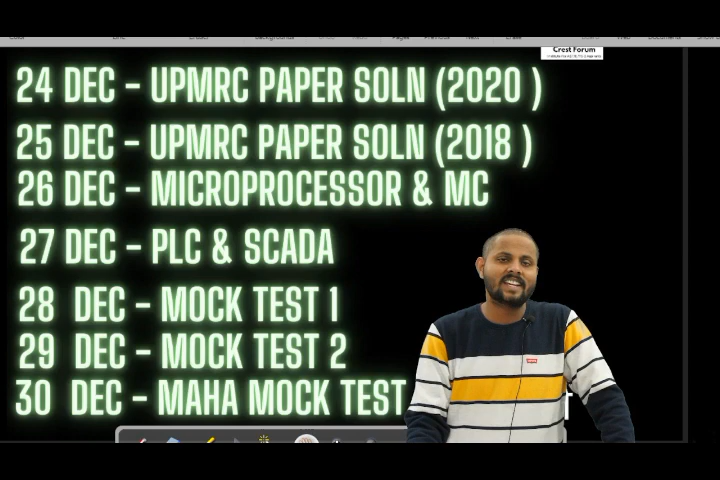 Crest Forum
24 DEC - UPMRC PAPER SOLN (2020 )
25 DEC - UPMRC PAPER SOLN (2018 )
26 DEC - MICROPROCESSOR & MC
27 DEC - PLC & SCADA
28 DEC - MOCK TEST 1
29 DEC - MOCK TEST 2
30 DEC - MAHA MOCK TEST